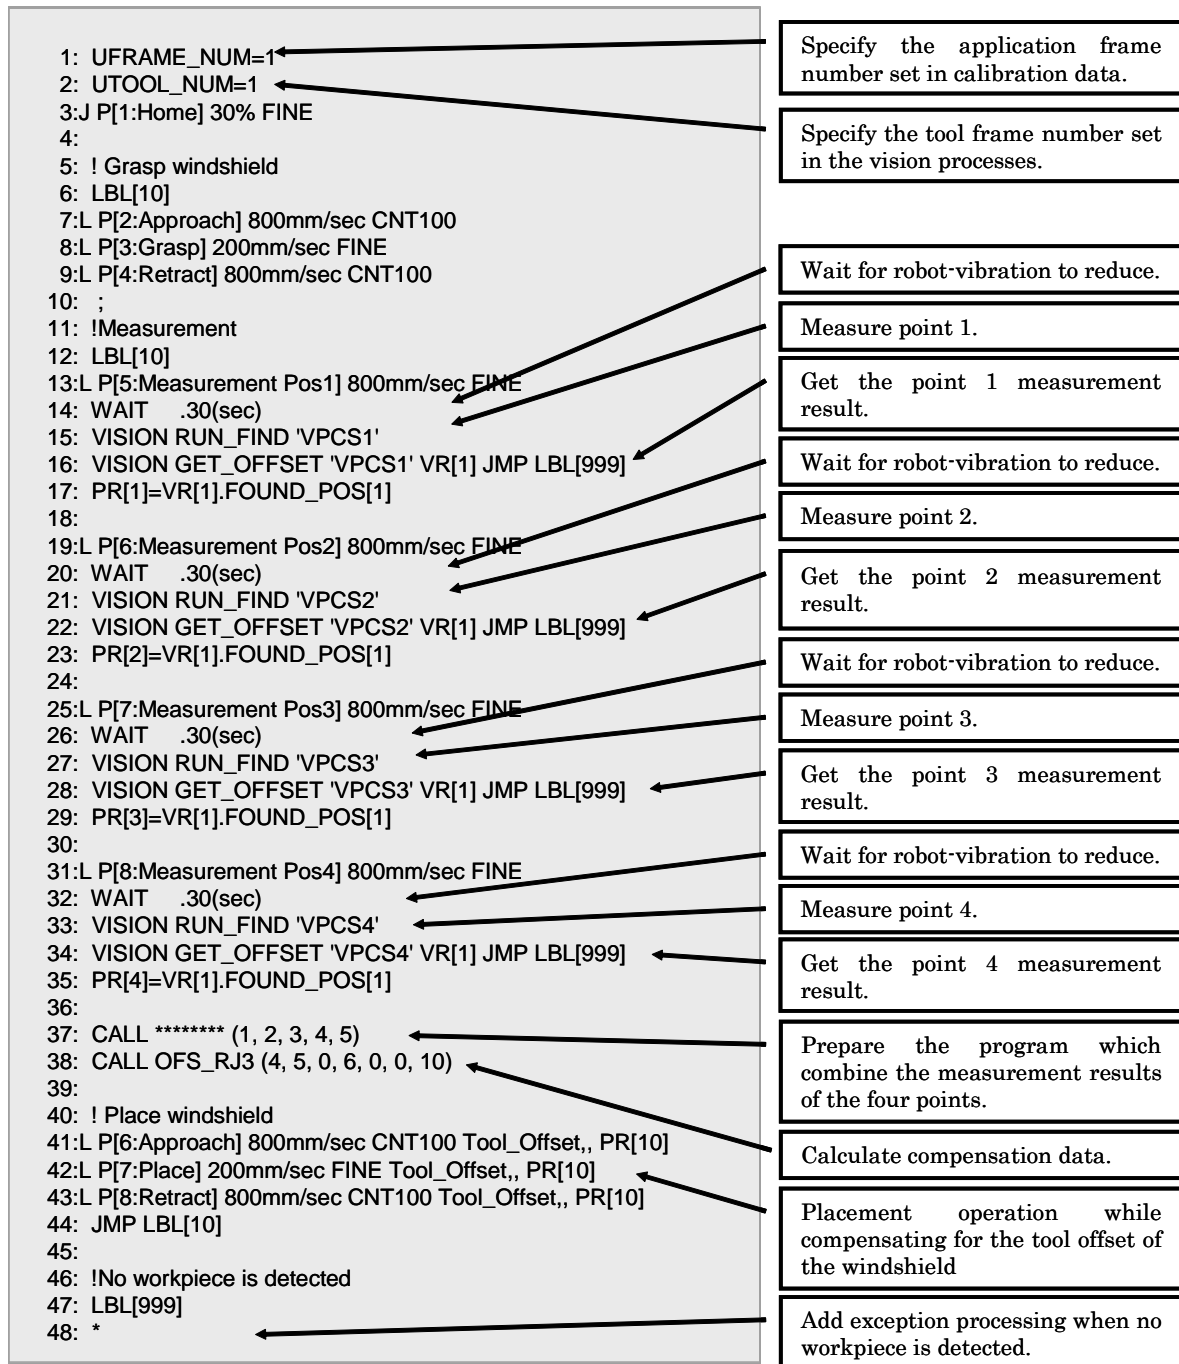 1: UFRAME_NUM=1
2: UTOOL_NUM=1
3:J P[1:Home] 30% FINE
4:
5: ! Grasp windshield
6: LBL[10]
7:L P[2:Approach] 800mm/sec CNT100
8:L P[3:Grasp] 200mm/sec FINE
9:L P[4:Retract] 800mm/sec CNT100
10: ;
11: !Measurement
12: LBL[10]
13:L P[5:Measurement Pos1] 800mm/sec FINE
14: WAIT .30(sec)
15: VISION RUN_FIND 'VPCS1'
16: VISION GET_OFFSET 'VPCS1' VR[1] JMP LBL[999]
17: PR[1]=VR[1].FOUND_POS[1]
18:
19:L P[6:Measurement Pos2] 800mm/sec FINE
20: WAIT .30(sec)
21: VISION RUN_FIND 'VPCS2'
22: VISION GET_OFFSET 'VPCS2' VR[1] JMP LBL[999]
23: PR[2]=VR[1].FOUND_POS[1]
24:
25:L P[7:Measurement Pos3] 800mm/sec FINE
26: WAIT .30(sec)
27: VISION RUN_FIND 'VPCS3'
28: VISION GET_OFFSET 'VPCS3' VR[1] JMP LBL[999]
29: PR[3]=VR[1].FOUND_POS[1]
30:
31:L P[8:Measurement Pos4] 800mm/sec FINE
32: WAIT .30(sec)
33: VISION RUN_FIND 'VPCS4'
34: VISION GET_OFFSET 'VPCS4' VR[1] JMP LBL[999]
35: PR[4]=VR[1].FOUND_POS[1]
36:
37: CALL ******** (1, 2, 3, 4, 5)
38: CALL OFS_RJ3 (4, 5, 0, 6, 0, 0, 10)
39:
40: ! Place windshield
41:L P[6:Approach] 800mm/sec CNT100 Tool_Offset,, PR[10]
42:L P[7:Place] 200mm/sec FINE Tool_Offset,, PR[10]
43:L P[8:Retract] 800mm/sec CNT100 Tool_Offset,, PR[10]
44: JMP LBL[10]
45:
46: !No workpiece is detected
47: LBL[999]
48: *
Specify the application frame
number set in calibration data.
Specify the tool frame number set
in the vision processes.
Wait for robot-vibration to reduce.
Measure point 1.
Get the point 1 measurement
result.
Wait for robot-vibration to reduce.
Measure point 2.
Get the point 2 measurement
result.
Wait for robot-vibration to reduce.
Measure point 3.
Get the point 3 measurement
result.
Wait for robot-vibration to reduce.
Measure point 4.
Get the point 4 measurement
result.
Prepare the program which
combine the measurement results
of the four points.
Calculate compensation data.
Placement operation while
compensating for the tool offset of
the windshield
Add exception processing when no
workpiece is detected.